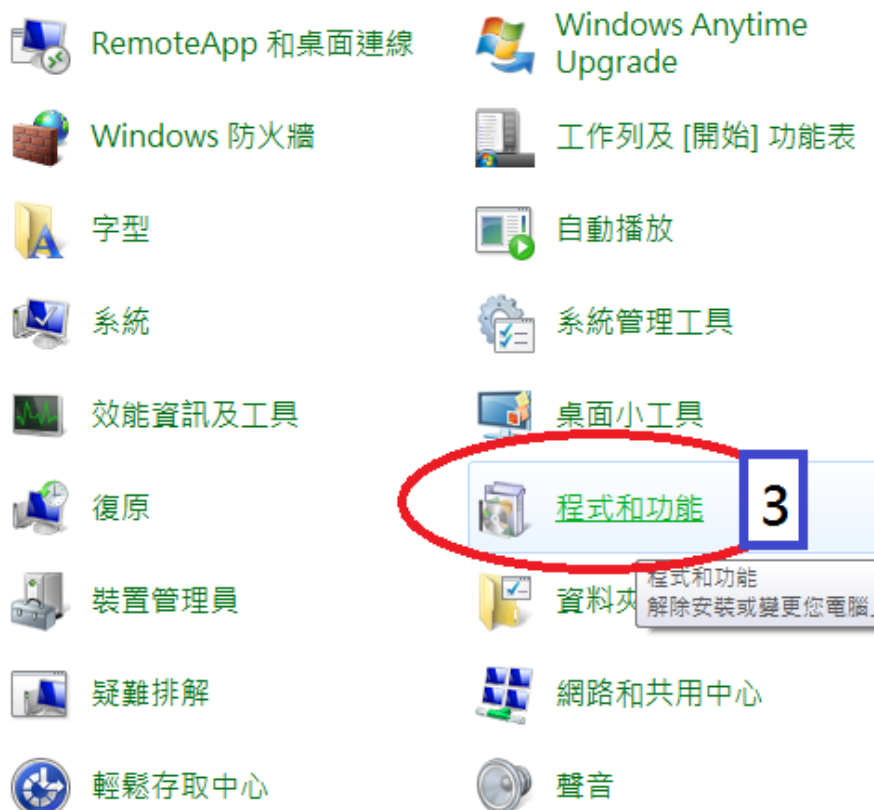 RemoteApp 和桌面連線
Windows Anytime
Upgrade
Windows 防火牆
工作列及 [開始] 功能表
字型
自動播放
系統
系統管理工具
效能資訊及工具
桌面小工具
復原
程式和功能
3
裝置管理員
資料夾
程式和功能
解除安裝或變更您電腦上
疑難排解
網路和共用中心
輕鬆存取中心
聲音